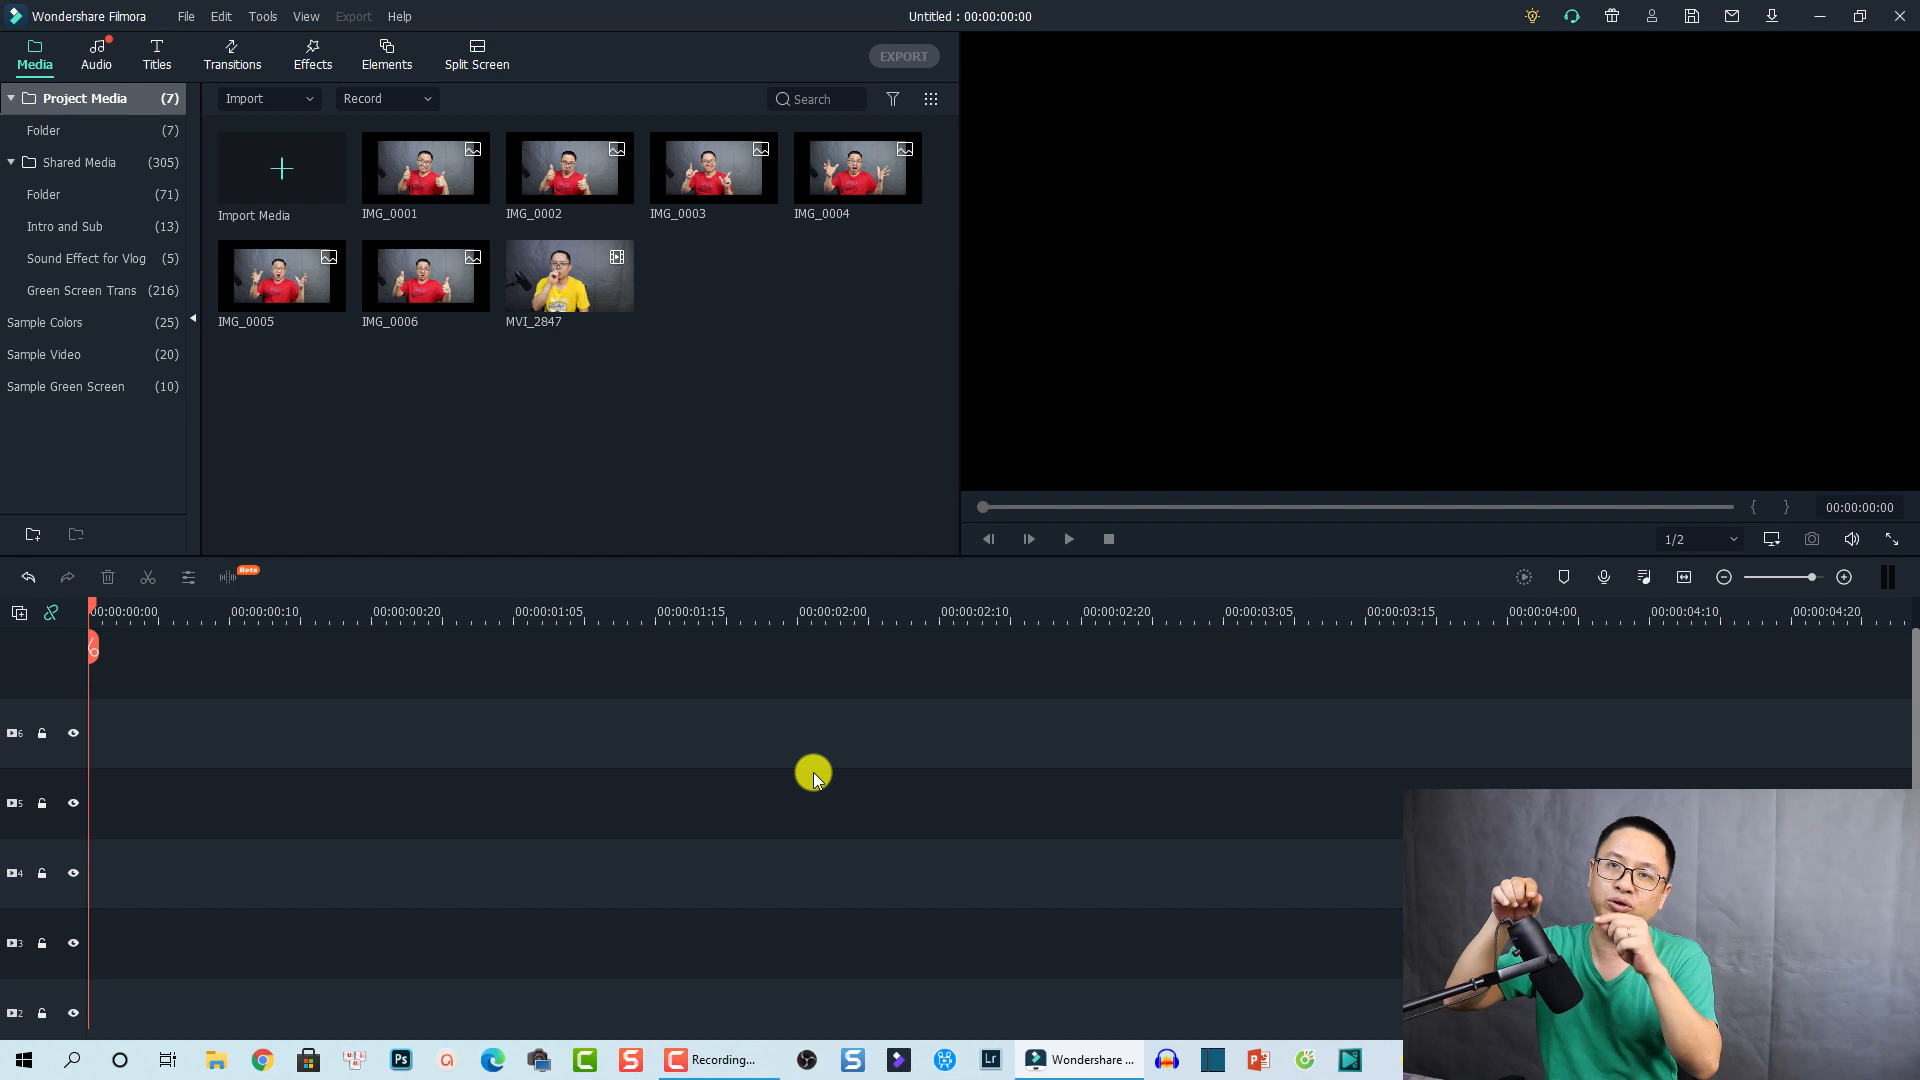 Wondershare Filmora File Edit Tools View Export Help Untitled : 00:00:00:00
Media Audio Titles Transitions Effects Elements Split Screen EXPORT
Project Media (7)
Folder (7)
Shared Media (305)
Folder (71)
Intro and Sub (13)
Sound Effect for Vlog (5)
Green Screen Trans (216)
Sample Colors (25)
Sample Video (20)
Sample Green Screen (10)
Import Record Search
Import Media IMG_0001 IMG_0002 IMG_0003 IMG_0004
IMG_0005 IMG_0006 MVI_2847
{ } 00:00:00:00
1/2
Beta
00:00:00:00 00:00:00:10 00:00:00:20 00:00:01:05 00:00:01:15 00:00:02:00 00:00:02:10 00:00:02:20 00:00:03:05 00:00:03:15 00:00:04:00 00:00:04:10 00:00:04:20
6
5
4
3
2
Ps Recording... Lr Wondershare ...